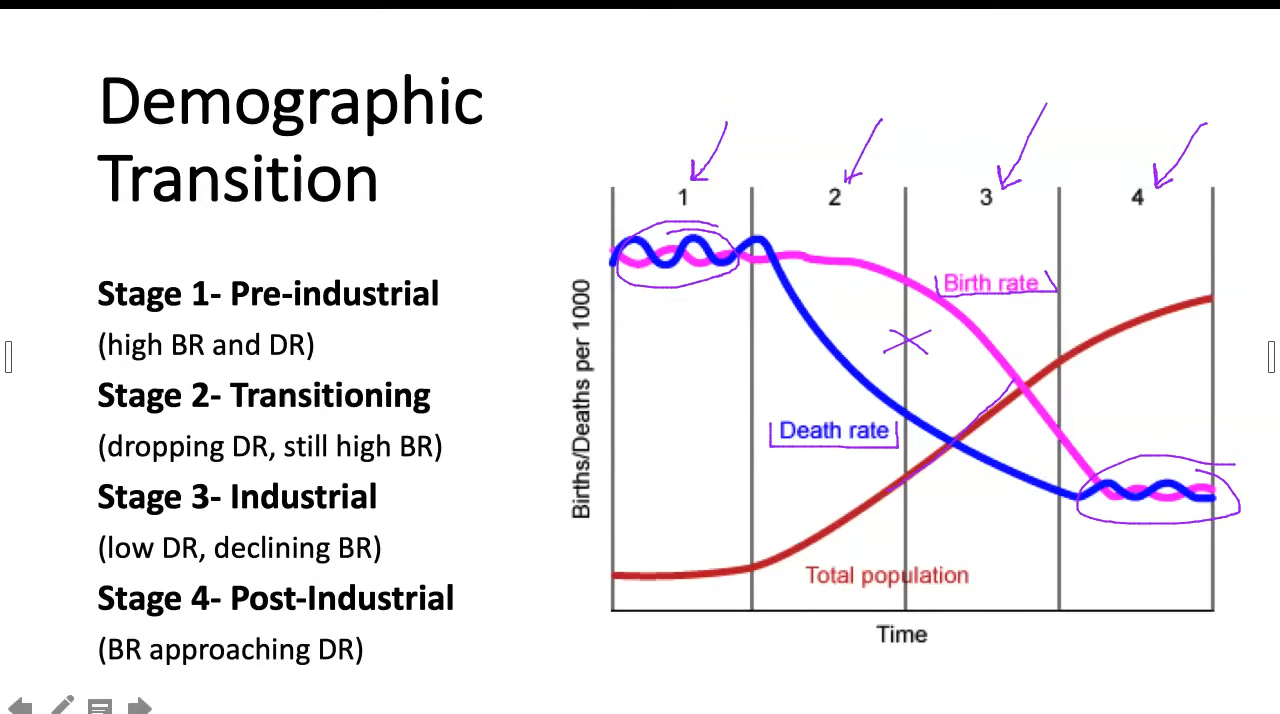 Demographic
Transition
Stage 1- Pre-industrial
(high BR and DR)
Stage 2- Transitioning
(dropping DR, still high BR)
Stage 3- Industrial
(low DR, declining BR)
Stage 4- Post-Industrial
(BR approaching DR)
1 2 3 4
Births/Deaths per 1000
Birth rate
Death rate
Total population
Time